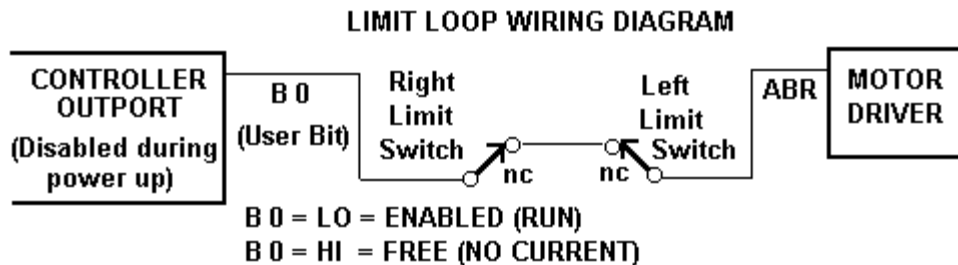 LIMIT LOOP WIRING DIAGRAM
CONTROLLER
OUTPORT
(Disabled during
power up)
B 0
(User Bit)
Right
Limit
Switch
nc
Left
Limit
Switch
nc
ABR
MOTOR
DRIVER
B 0 = LO = ENABLED (RUN)
B 0 = HI = FREE (NO CURRENT)